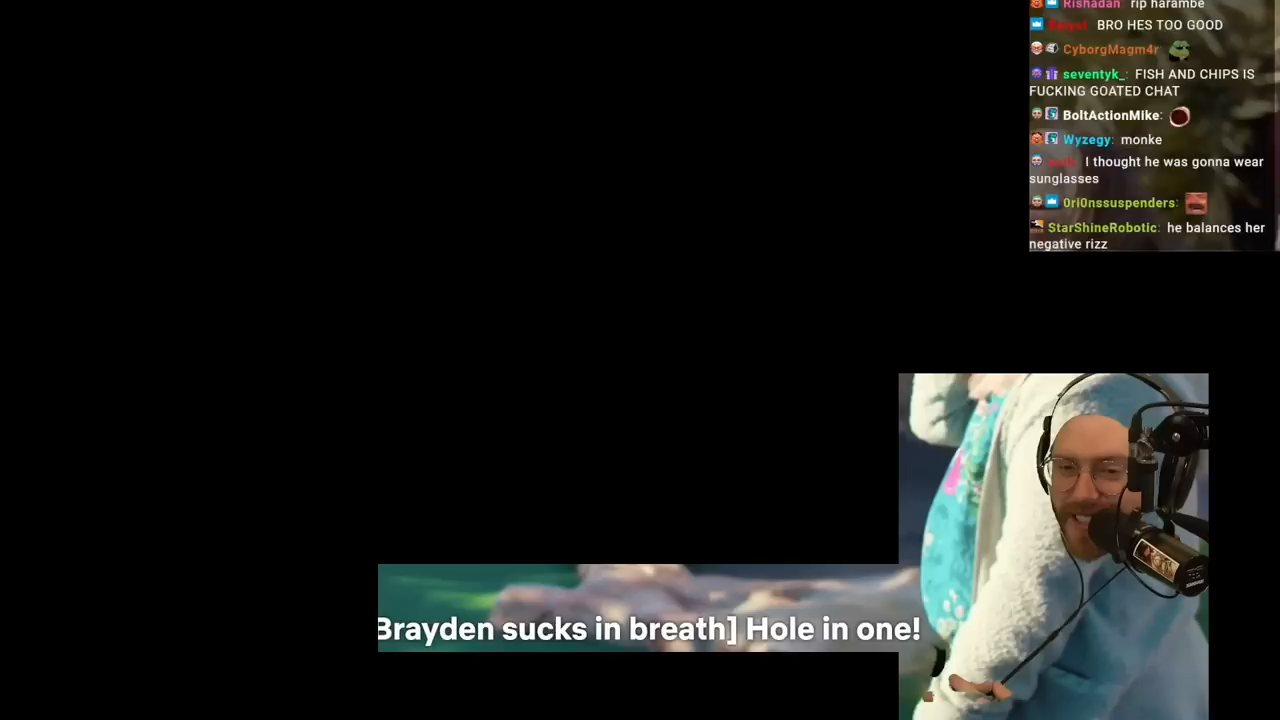 Rishadan rip harambe
BRO HES TOO GOOD
CyborgMagm4r
seventyk_: FISH AND CHIPS IS
FUCKING GOATED CHAT
BoltActionMike:
Wyzegy: monke
I thought he was gonna wear
sunglasses
0ri0nssuspenders:
StarShineRobotic: he balances her
negative rizz
Brayden sucks in breath] Hole in one!